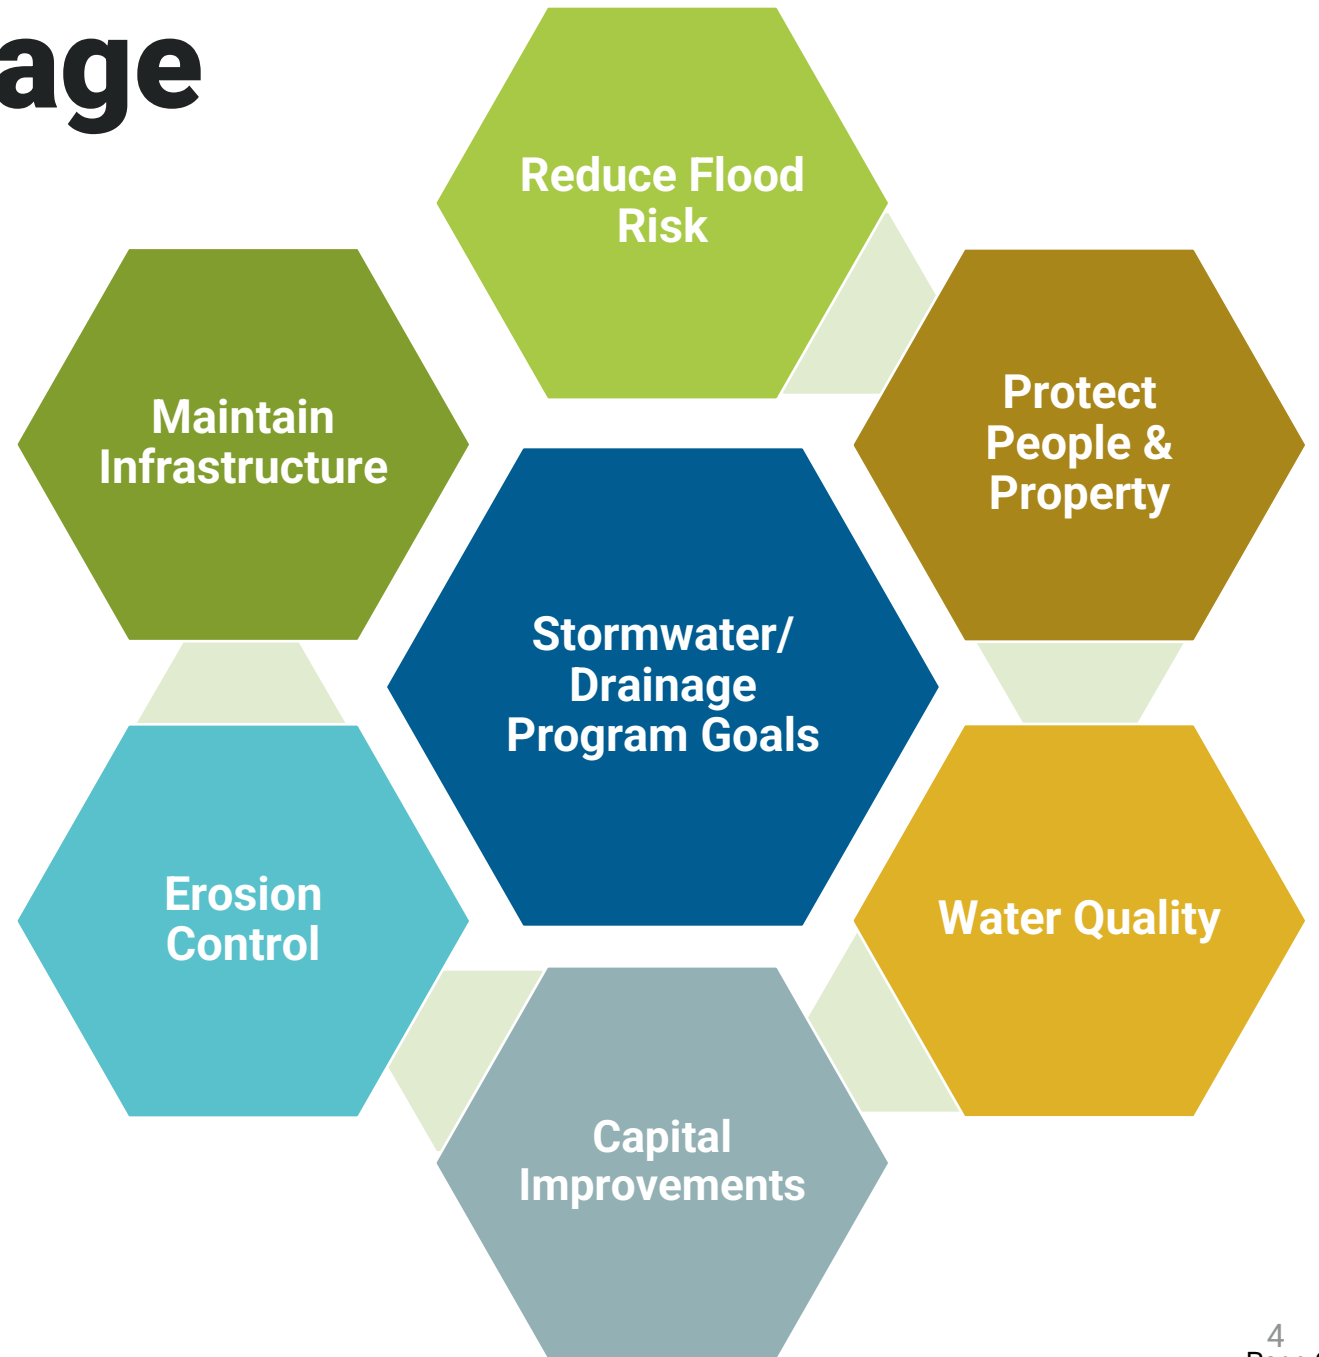 age
Reduce Flood
Risk
Maintain
Infrastructure
Protect
People &
Property
Stormwater/
Drainage
Program Goals
Erosion
Control
Water Quality
Capital
Improvements
4